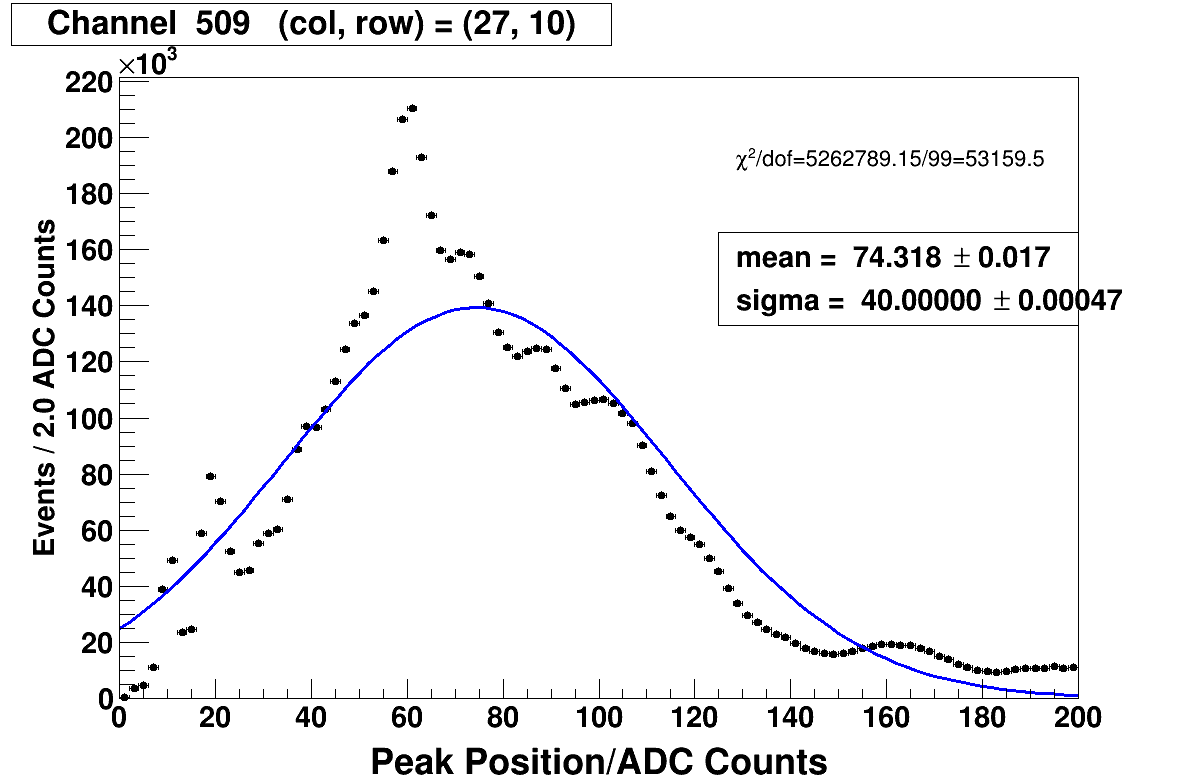 Channel 509 (col, row) = (27, 10)
×10³
220
200
180
160
140
120
100
80
60
40
20
0
Events / 2.0 ADC Counts
χ²/dof=5262789.15/99=53159.5
mean = 74.318 ± 0.017
sigma = 40.00000 ± 0.00047
0 20 40 60 80 100 120 140 160 180 200
Peak Position/ADC Counts